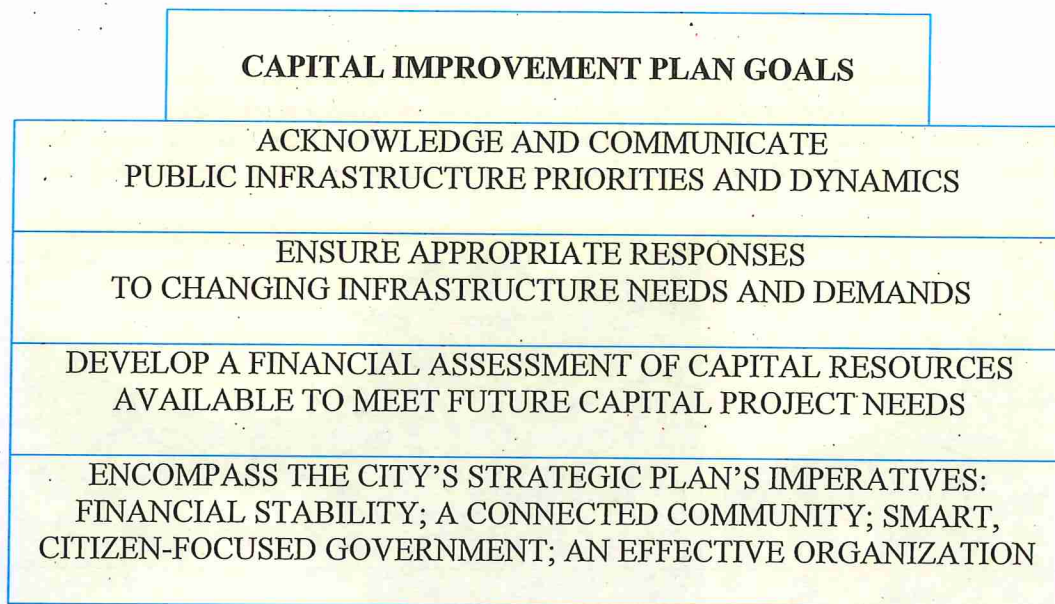 CAPITAL IMPROVEMENT PLAN GOALS
ACKNOWLEDGE AND COMMUNICATE
PUBLIC INFRASTRUCTURE PRIORITIES AND DYNAMICS
ENSURE APPROPRIATE RESPONSES
TO CHANGING INFRASTRUCTURE NEEDS AND DEMANDS
DEVELOP A FINANCIAL ASSESSMENT OF CAPITAL RESOURCES
AVAILABLE TO MEET FUTURE CAPITAL PROJECT NEEDS
ENCOMPASS THE CITY’S STRATEGIC PLAN’S IMPERATIVES:
FINANCIAL STABILITY; A CONNECTED COMMUNITY; SMART,
CITIZEN-FOCUSED GOVERNMENT; AN EFFECTIVE ORGANIZATION